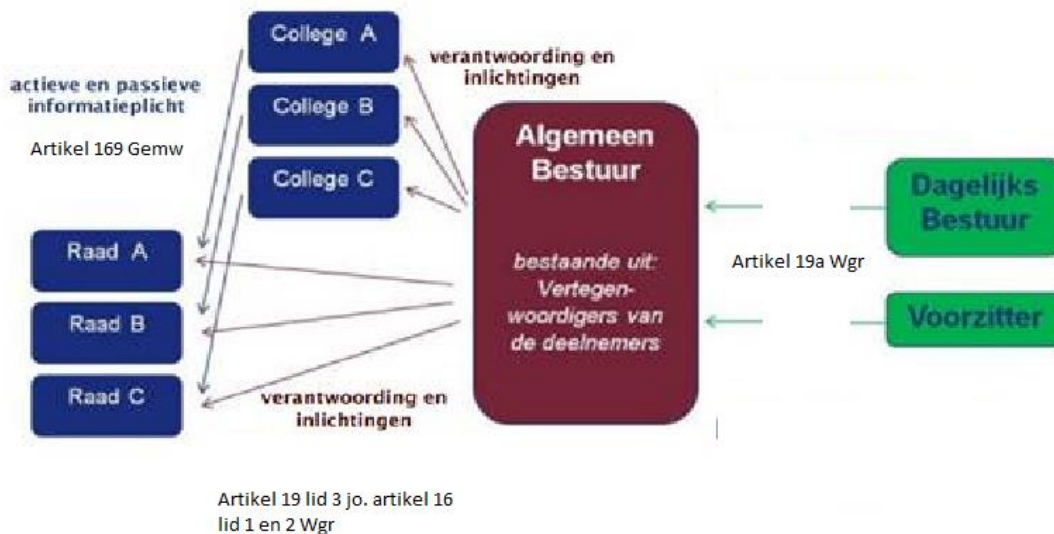 College A
verantwoording en
inlichtingen
actieve en passieve
informatieplicht
College B
Artikel 169 Gemw
College C
Algemeen
Bestuur
bestaande uit:
Vertegen-
woordigers van
de deelnemers
Dagelijks
Bestuur
Artikel 19a Wgr
Voorzitter
Raad A
Raad B
Raad C
verantwoording en
inlichtingen
Artikel 19 lid 3 jo. artikel 16
lid 1 en 2 Wgr